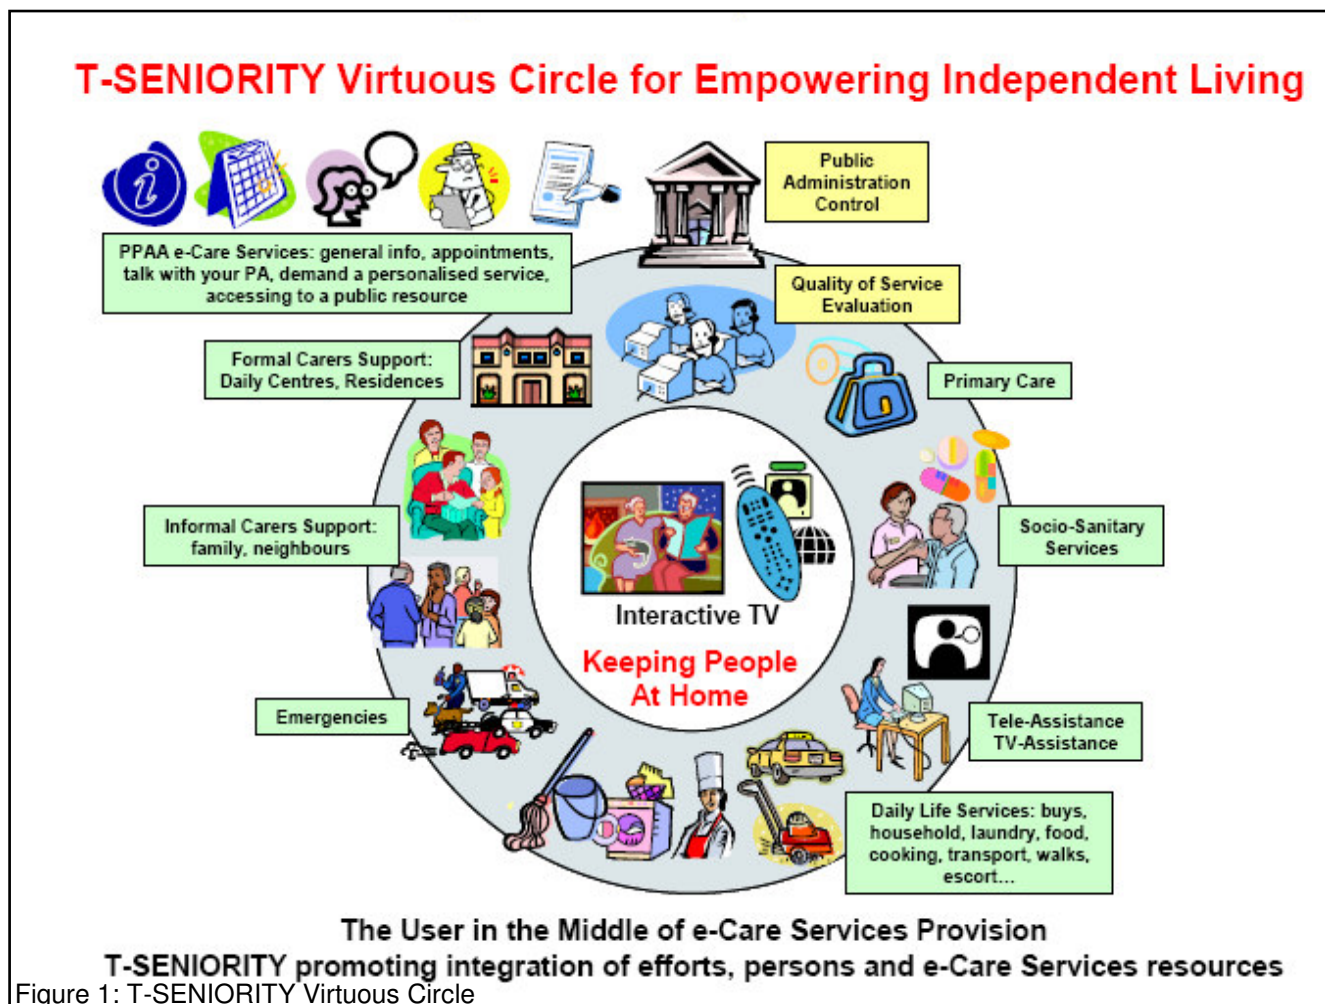 T-SENIORITY Virtuous Circle for Empowering Independent Living
Public
Administration
Control
PPAA e-Care Services: general info, appointments,
talk with your PA, demand a personalised service,
accessing to a public resource
Quality of Service
Evaluation
Formal Carers Support:
Daily Centres, Residences
Primary Care
Informal Carers Support:
family, neighbours
Socio-Sanitary
Services
Interactive TV
Keeping People
At Home
Emergencies
Tele-Assistance
TV-Assistance
Daily Life Services: buys,
household, laundry, food,
cooking, transport, walks,
escort...
The User in the Middle of e-Care Services Provision
T-SENIORITY promoting integration of efforts, persons and e-Care Services resources
Figure 1: T-SENIORITY Virtuous Circle